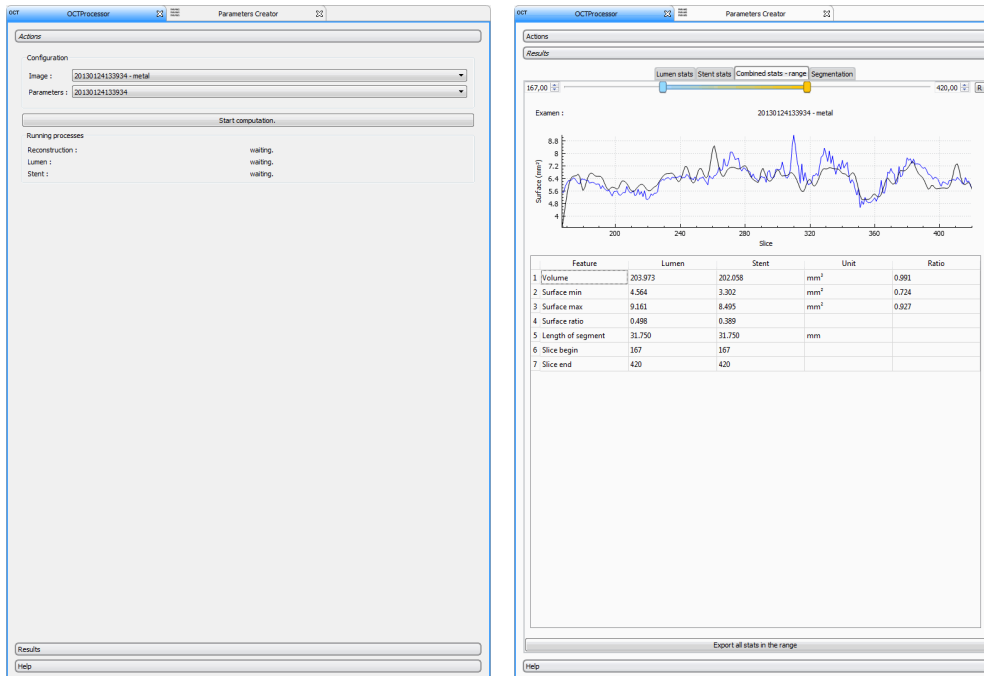 OCT OCTProcessor Parameters Creator
Actions
Configuration
Image : 20130124133934 - metal
Parameters : 20130124133934
Start computation.
Running processes
Reconstruction : waiting.
Lumen : waiting.
Stent : waiting.
Results
Help
OCT OCTProcessor Parameters Creator
Actions
Results
Lumen stats Stent stats Combined stats - range Segmentation
167,00 420,00 R
Examen : 20130124133934 - metal
Surface (mm²)
8.8
8
7.2
6.4
5.6
4.8
4
200 240 280 320 360 400
Slice
Feature Lumen Stent Unit Ratio
1 Volume 203.973 202.058 mm³ 0.991
2 Surface min 4.564 3.302 mm² 0.724
3 Surface max 9.161 8.495 mm² 0.927
4 Surface ratio 0.498 0.389
5 Length of segment 31.750 31.750 mm
6 Slice begin 167 167
7 Slice end 420 420
Export all stats in the range
Help